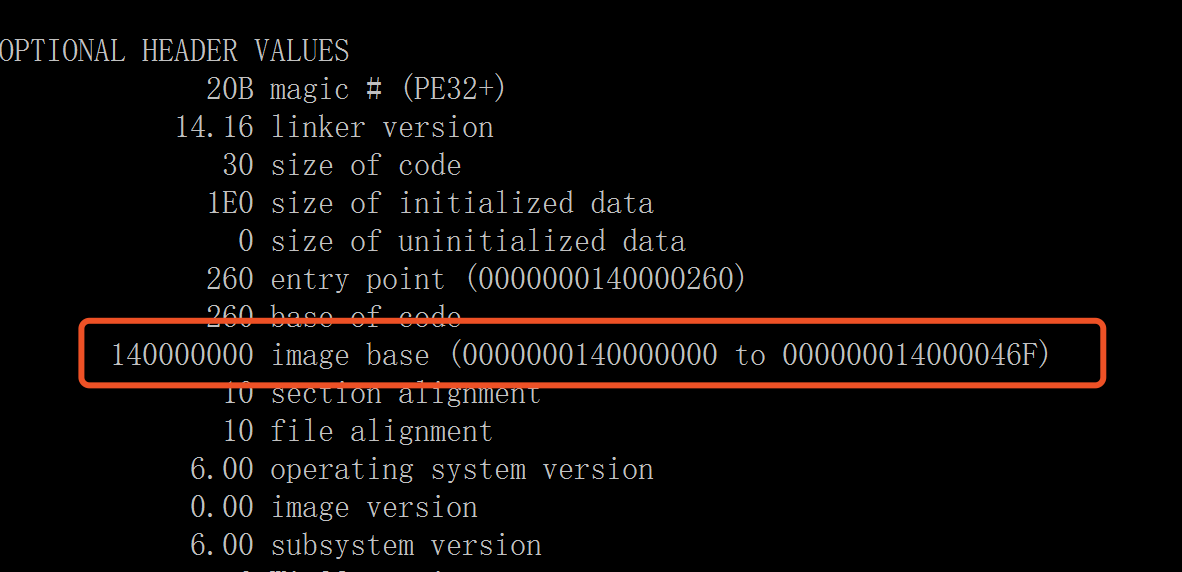 OPTIONAL HEADER VALUES
20B magic # (PE32+)
14.16 linker version
30 size of code
1E0 size of initialized data
0 size of uninitialized data
260 entry point (0000000140000260)
260 base of code
140000000 image base (0000000140000000 to 000000014000046F)
10 section alignment
10 file alignment
6.00 operating system version
0.00 image version
6.00 subsystem version